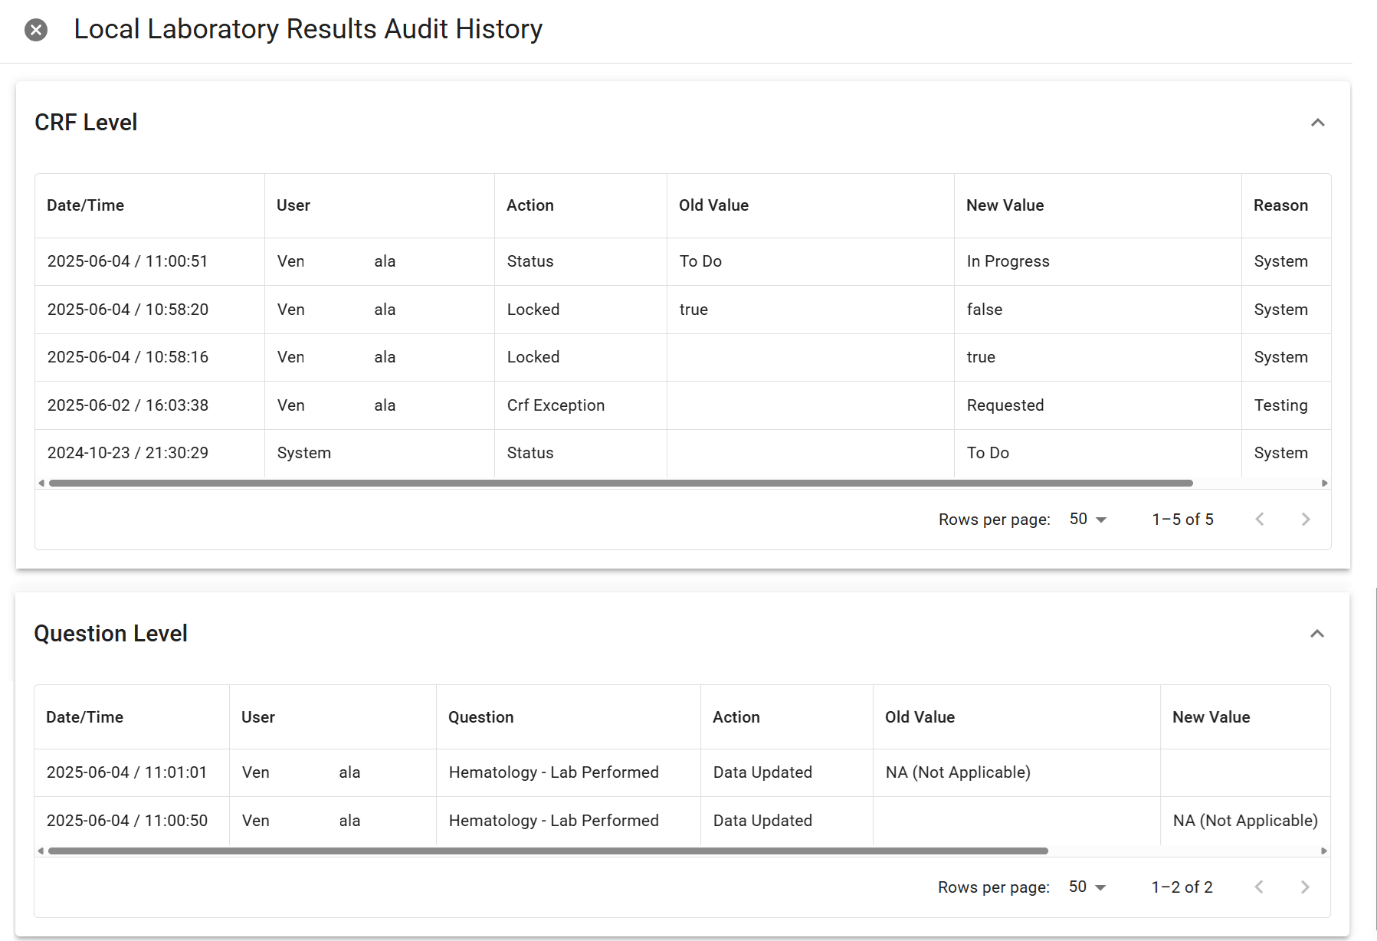 Local Laboratory Results Audit History
CRF Level
Date/Time User Action Old Value New Value Reason
2025-06-04 / 11:00:51 Ven ala Status To Do In Progress System
2025-06-04 / 10:58:20 Ven ala Locked true false System
2025-06-04 / 10:58:16 Ven ala Locked true System
2025-06-02 / 16:03:38 Ven ala Crf Exception Requested Testing
2024-10-23 / 21:30:29 System Status To Do System
Rows per page: 50 1–5 of 5
Question Level
Date/Time User Question Action Old Value New Value
2025-06-04 / 11:01:01 Ven ala Hematology - Lab Performed Data Updated NA (Not Applicable)
2025-06-04 / 11:00:50 Ven ala Hematology - Lab Performed Data Updated NA (Not Applicable)
Rows per page: 50 1–2 of 2